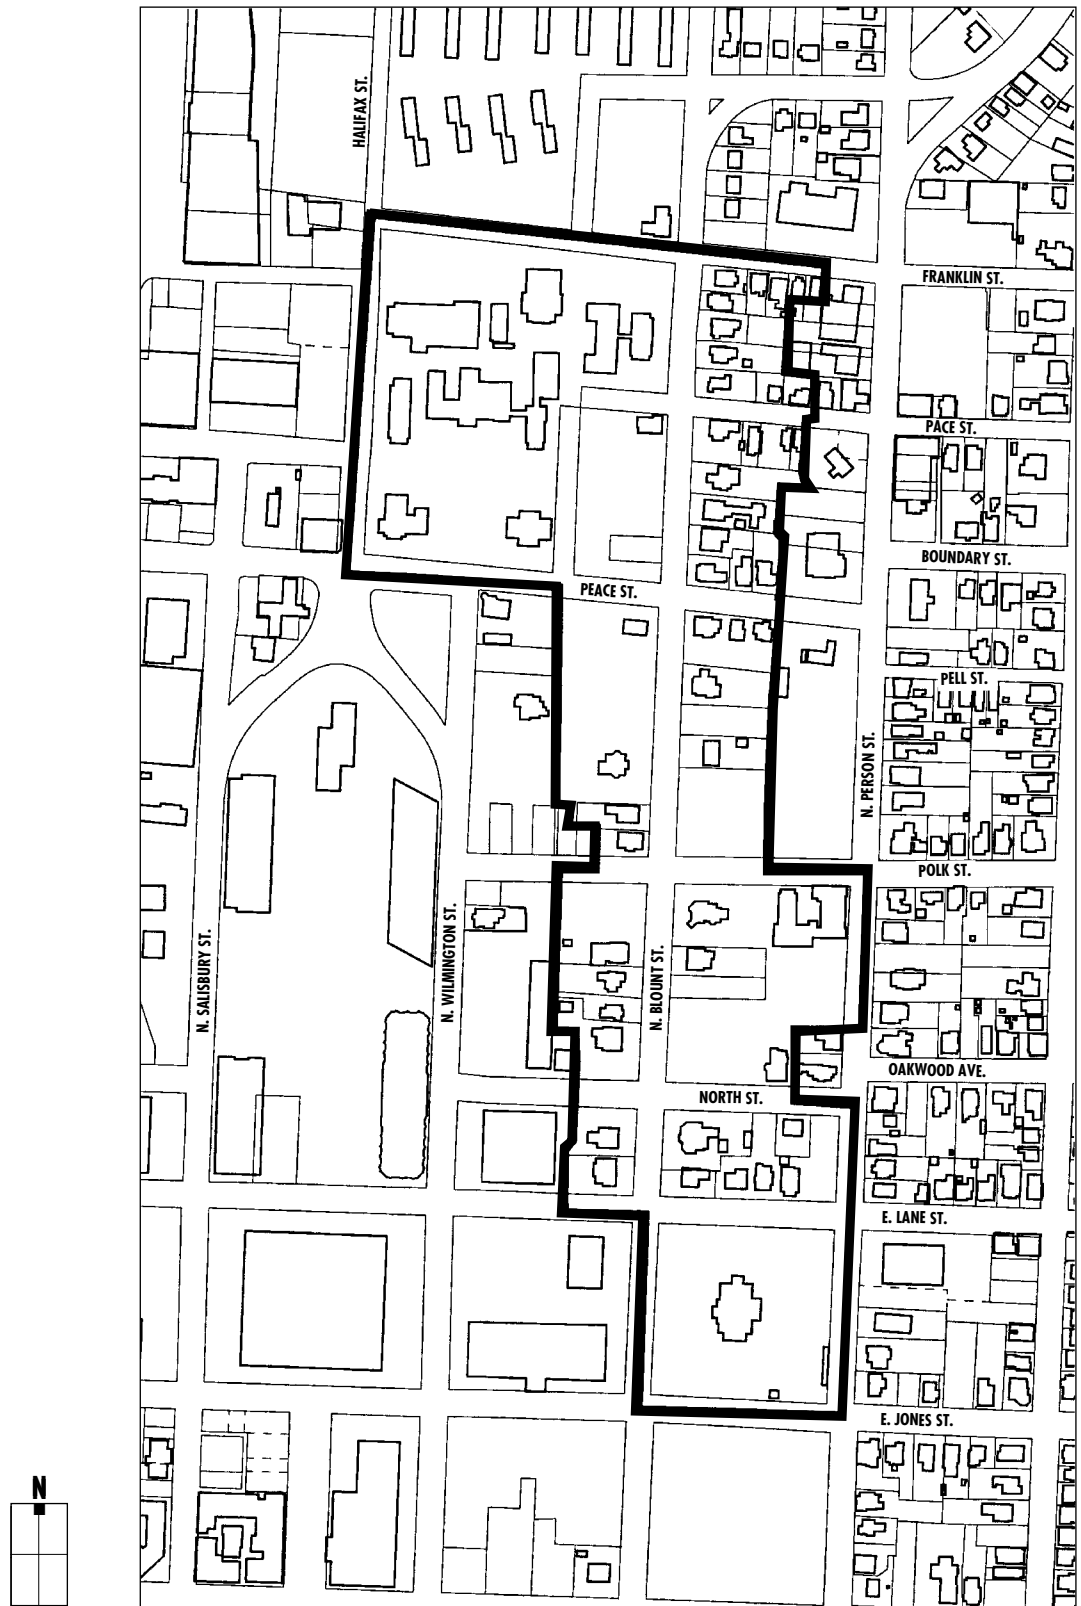 HALIFAX ST.
FRANKLIN ST.
PACE ST.
BOUNDARY ST.
PEACE ST.
PELL ST.
N. PERSON ST.
POLK ST.
N. SALISBURY ST.
N. WILMINGTON ST.
N. BLOUNT ST.
OAKWOOD AVE.
NORTH ST.
E. LANE ST.
E. JONES ST.
N